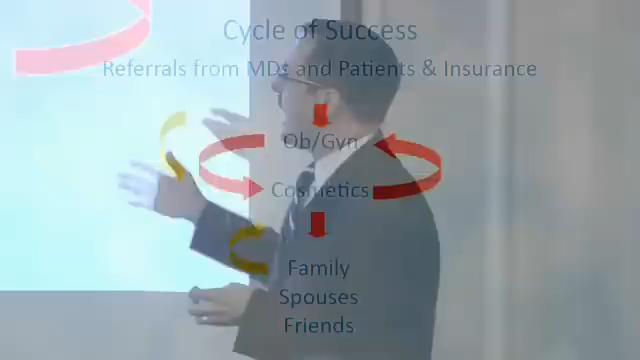 Cycle of Success
Referrals from MDs and Patients & Insurance
Ob/Gyn
Cosmetics
Family
Spouses
Friends